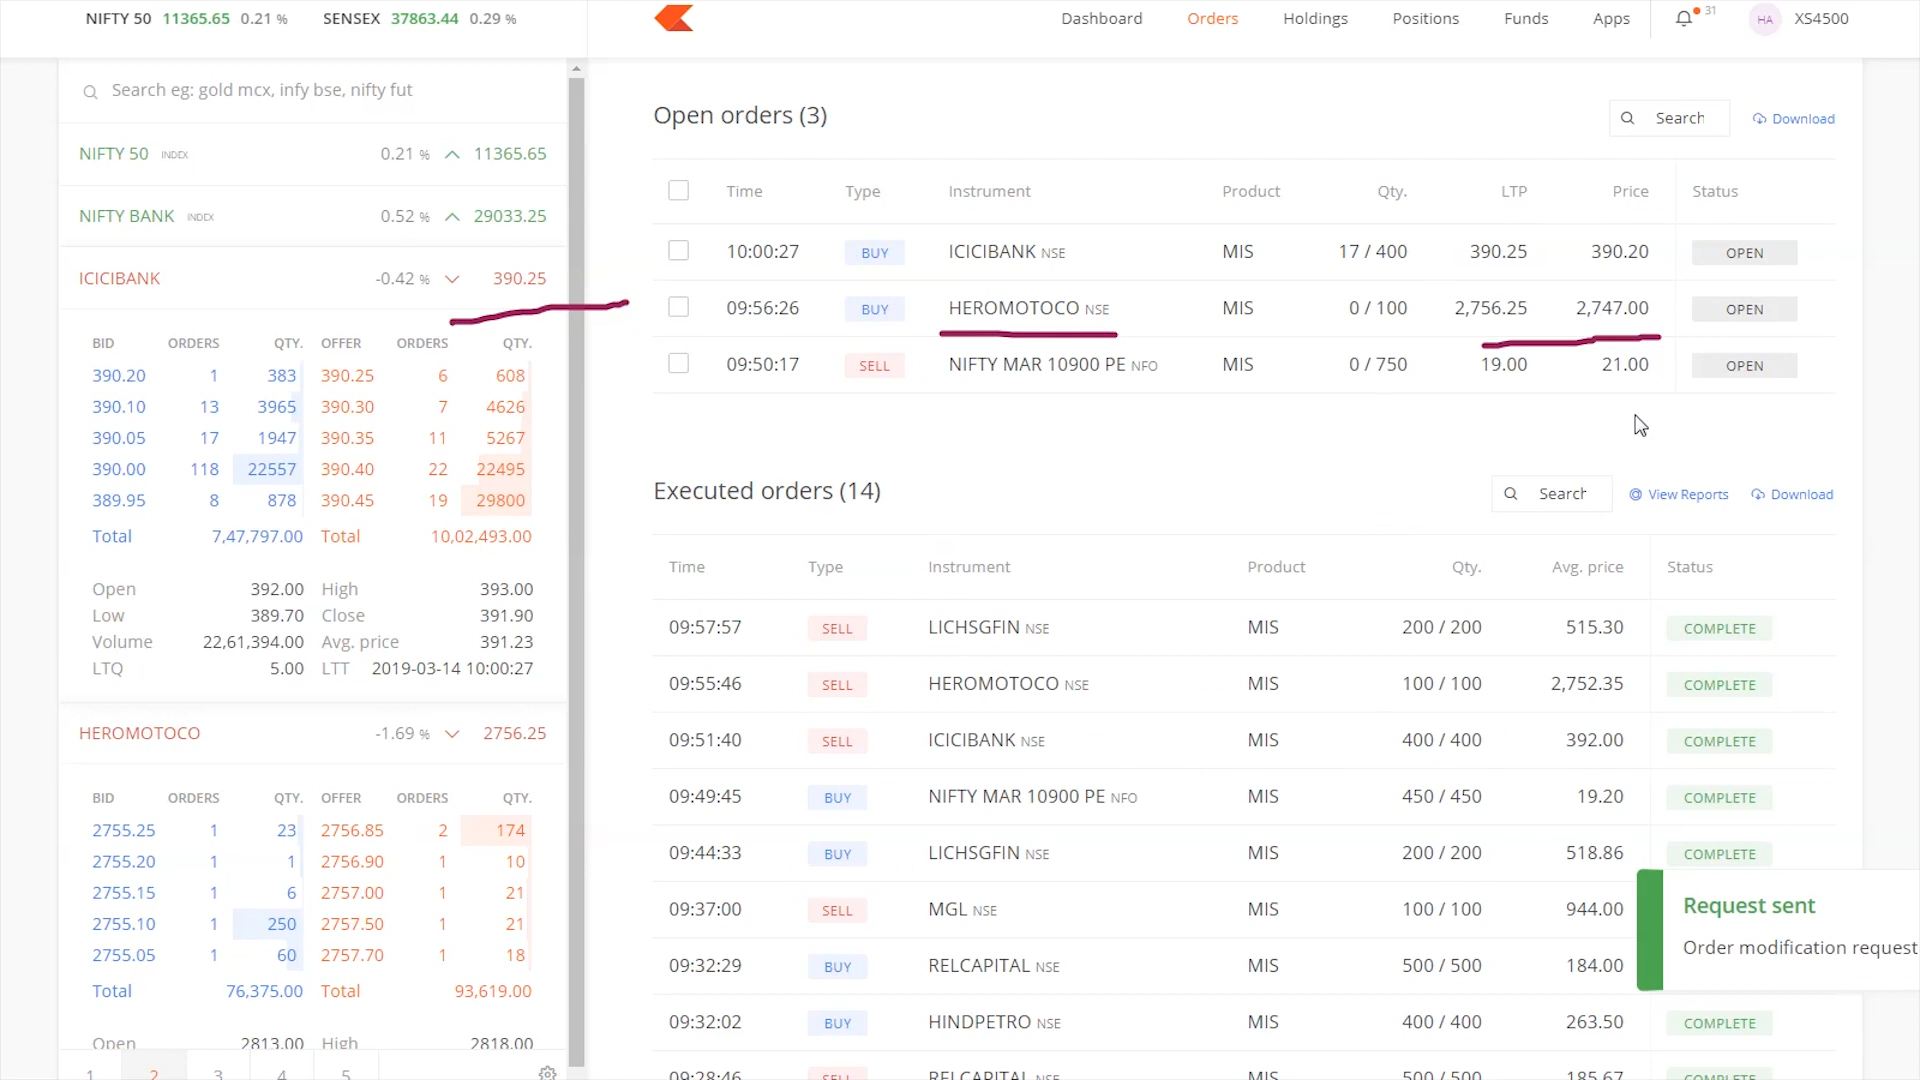 NIFTY 50 11365.65 0.21 % SENSEX 37863.44 0.29 %
Dashboard Orders Holdings Positions Funds Apps 31 HA XS4500
Search eg: gold mcx, infy bse, nifty fut
NIFTY 50 INDEX 0.21 % 11365.65
NIFTY BANK INDEX 0.52 % 29033.25
ICICIBANK -0.42 % 390.25
BID ORDERS QTY. OFFER ORDERS QTY.
390.20 1 383 390.25 6 608
390.10 13 3965 390.30 7 4626
390.05 17 1947 390.35 11 5267
390.00 118 22557 390.40 22 22495
389.95 8 878 390.45 19 29800
Total 7,47,797.00 Total 10,02,493.00
Open 392.00 High 393.00
Low 389.70 Close 391.90
Volume 22,61,394.00 Avg. price 391.23
LTQ 5.00 LTT 2019-03-14 10:00:27
HEROMOTOCO -1.69 % 2756.25
BID ORDERS QTY. OFFER ORDERS QTY.
2755.25 1 23 2756.85 2 174
2755.20 1 1 2756.90 1 10
2755.15 1 6 2757.00 1 21
2755.10 1 250 2757.50 1 21
2755.05 1 60 2757.70 1 18
Total 76,375.00 Total 93,619.00
Open 2813.00 High 2818.00
1 2 3 4 5
Open orders (3) Search Download
Time Type Instrument Product Qty. LTP Price Status
10:00:27 BUY ICICIBANK NSE MIS 17 / 400 390.25 390.20 OPEN
09:56:26 BUY HEROMOTOCO NSE MIS 0 / 100 2,756.25 2,747.00 OPEN
09:50:17 SELL NIFTY MAR 10900 PE NFO MIS 0 / 750 19.00 21.00 OPEN
Executed orders (14) Search View Reports Download
Time Type Instrument Product Qty. Avg. price Status
09:57:57 SELL LICHSGFIN NSE MIS 200 / 200 515.30 COMPLETE
09:55:46 SELL HEROMOTOCO NSE MIS 100 / 100 2,752.35 COMPLETE
09:51:40 SELL ICICIBANK NSE MIS 400 / 400 392.00 COMPLETE
09:49:45 BUY NIFTY MAR 10900 PE NFO MIS 450 / 450 19.20 COMPLETE
09:44:33 BUY LICHSGFIN NSE MIS 200 / 200 518.86 COMPLETE
09:37:00 SELL MGL NSE MIS 100 / 100 944.00
09:32:29 BUY RELCAPITAL NSE MIS 500 / 500 184.00
09:32:02 BUY HINDPETRO NSE MIS 400 / 400 263.50 COMPLETE
09:28:46 SELL RELCAPITAL NSE MIS 500 / 500 185.67 COMPLETE
Request sent
Order modification request